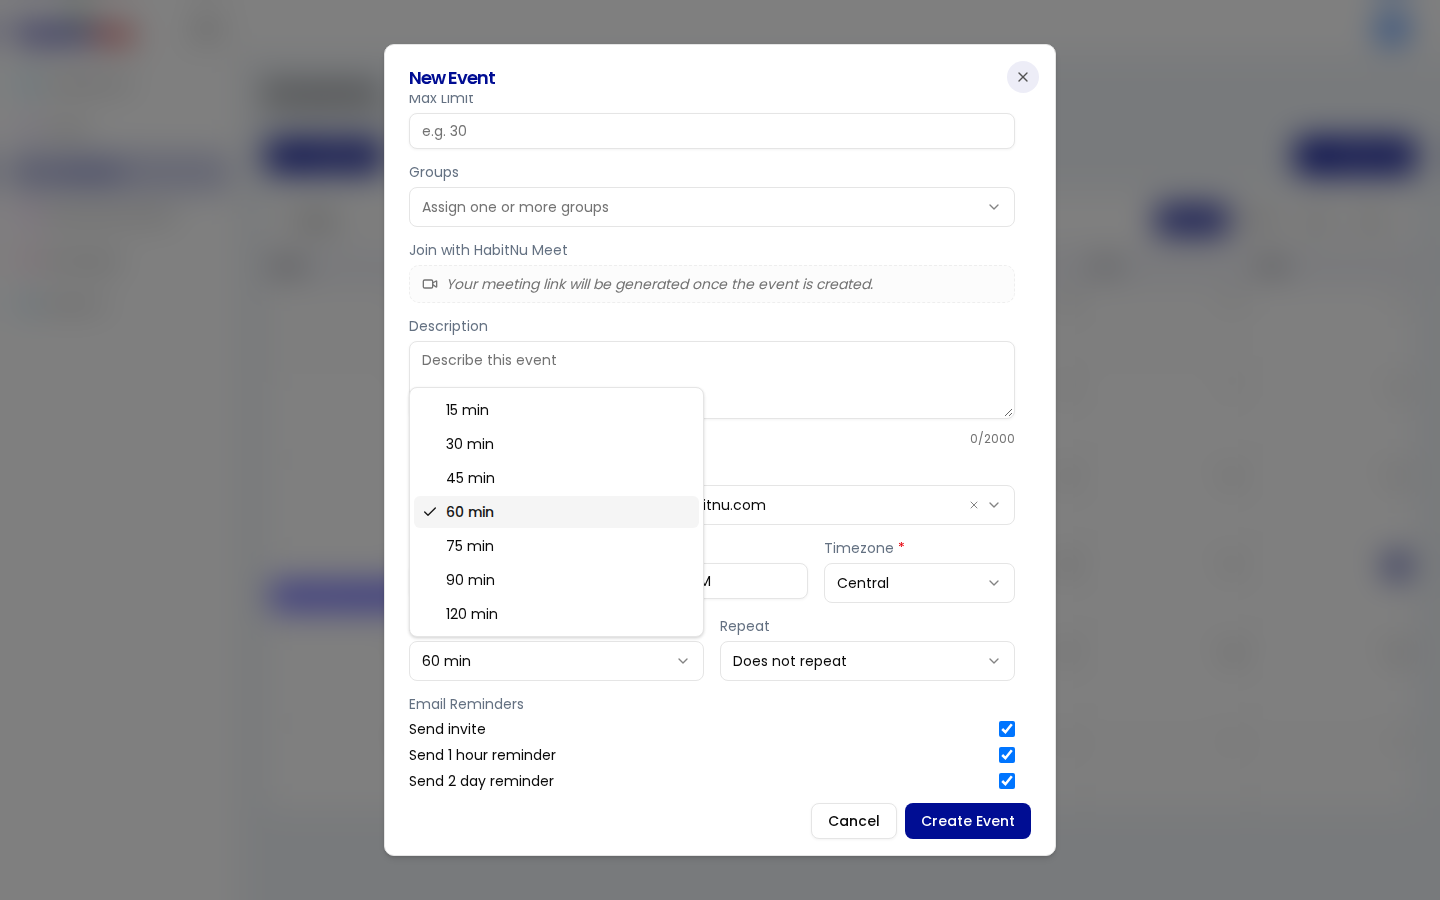 New Event
Max Limit
e.g. 30
Groups
Assign one or more groups
Join with HabitNu Meet
Your meeting link will be generated once the event is created.
Description
Describe this event
0/2000
15 min
30 min
45 min
60 min
75 min
90 min
120 min
itnu.com
Timezone *
M
Central
Repeat
60 min
Does not repeat
Email Reminders
Send invite
Send 1 hour reminder
Send 2 day reminder
Cancel
Create Event